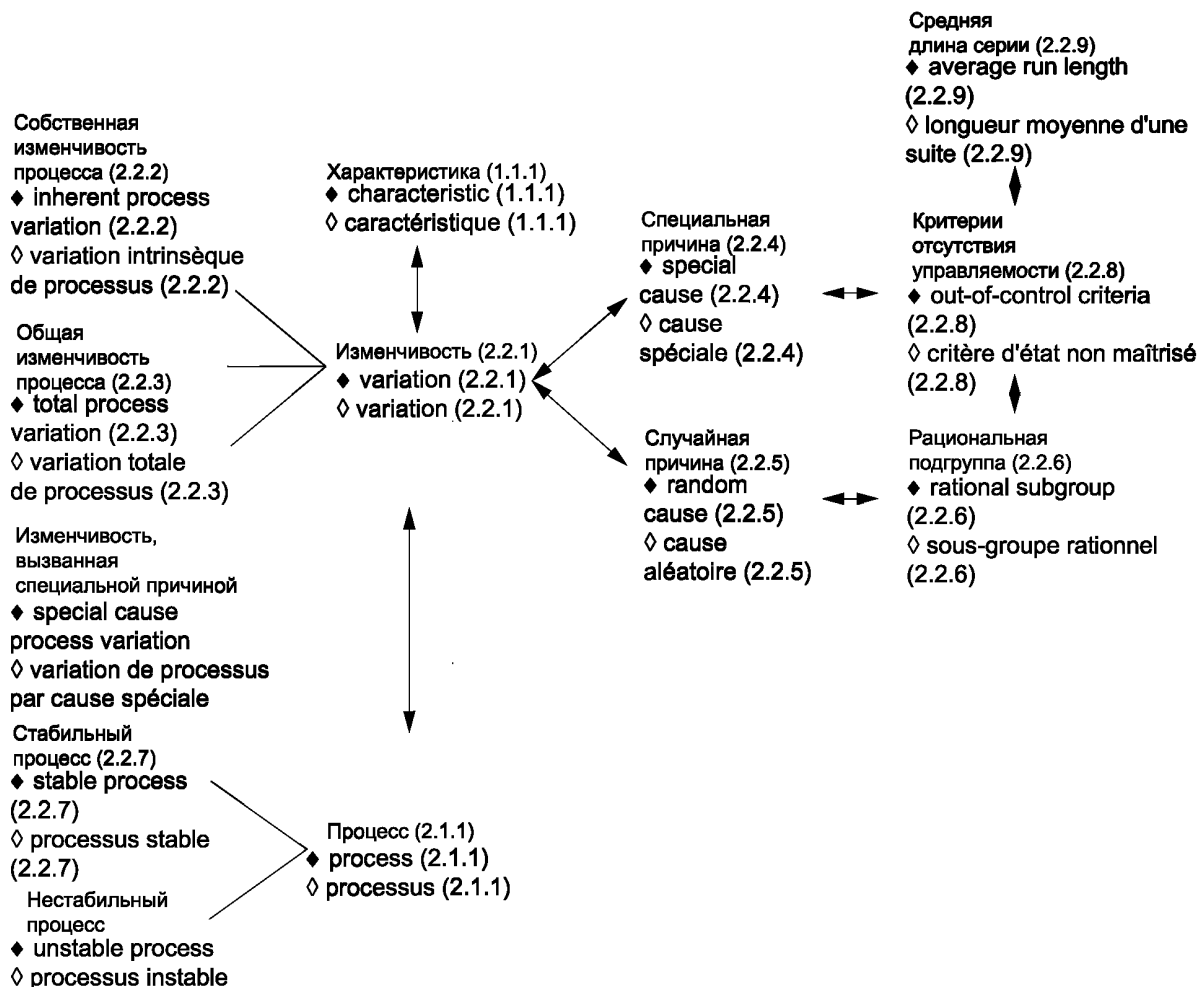 Собственная
изменчивость
процесса (2.2.2)
♦ inherent process
variation (2.2.2)
◊ variation intrinsèque
de processus (2.2.2)
Общая
изменчивость
процесса (2.2.3)
♦ total process
variation (2.2.3)
◊ variation totale
de processus (2.2.3)
Изменчивость,
вызванная
специальной причиной
♦ special cause
process variation
◊ variation de processus
par cause spéciale
Стабильный
процесс (2.2.7)
♦ stable process
(2.2.7)
◊ processus stable
(2.2.7)
Нестабильный
процесс
♦ unstable process
◊ processus instable
Характеристика (1.1.1)
♦ characteristic (1.1.1)
◊ caractéristique (1.1.1)
Изменчивость (2.2.1)
♦ variation (2.2.1)
◊ variation (2.2.1)
Процесс (2.1.1)
♦ process (2.1.1)
◊ processus (2.1.1)
Специальная
причина (2.2.4)
♦ special
cause (2.2.4)
◊ cause
spéciale (2.2.4)
Случайная
причина (2.2.5)
♦ random
cause (2.2.5)
◊ cause
aléatoire (2.2.5)
Средняя
длина серии (2.2.9)
♦ average run length
(2.2.9)
◊ longueur moyenne d'une
suite (2.2.9)
Критерии
отсутствия
управляемости (2.2.8)
♦ out-of-control criteria
(2.2.8)
◊ critère d'état non maîtrisé
(2.2.8)
Рациональная
подгруппа (2.2.6)
♦ rational subgroup
(2.2.6)
◊ sous-groupe rationnel
(2.2.6)